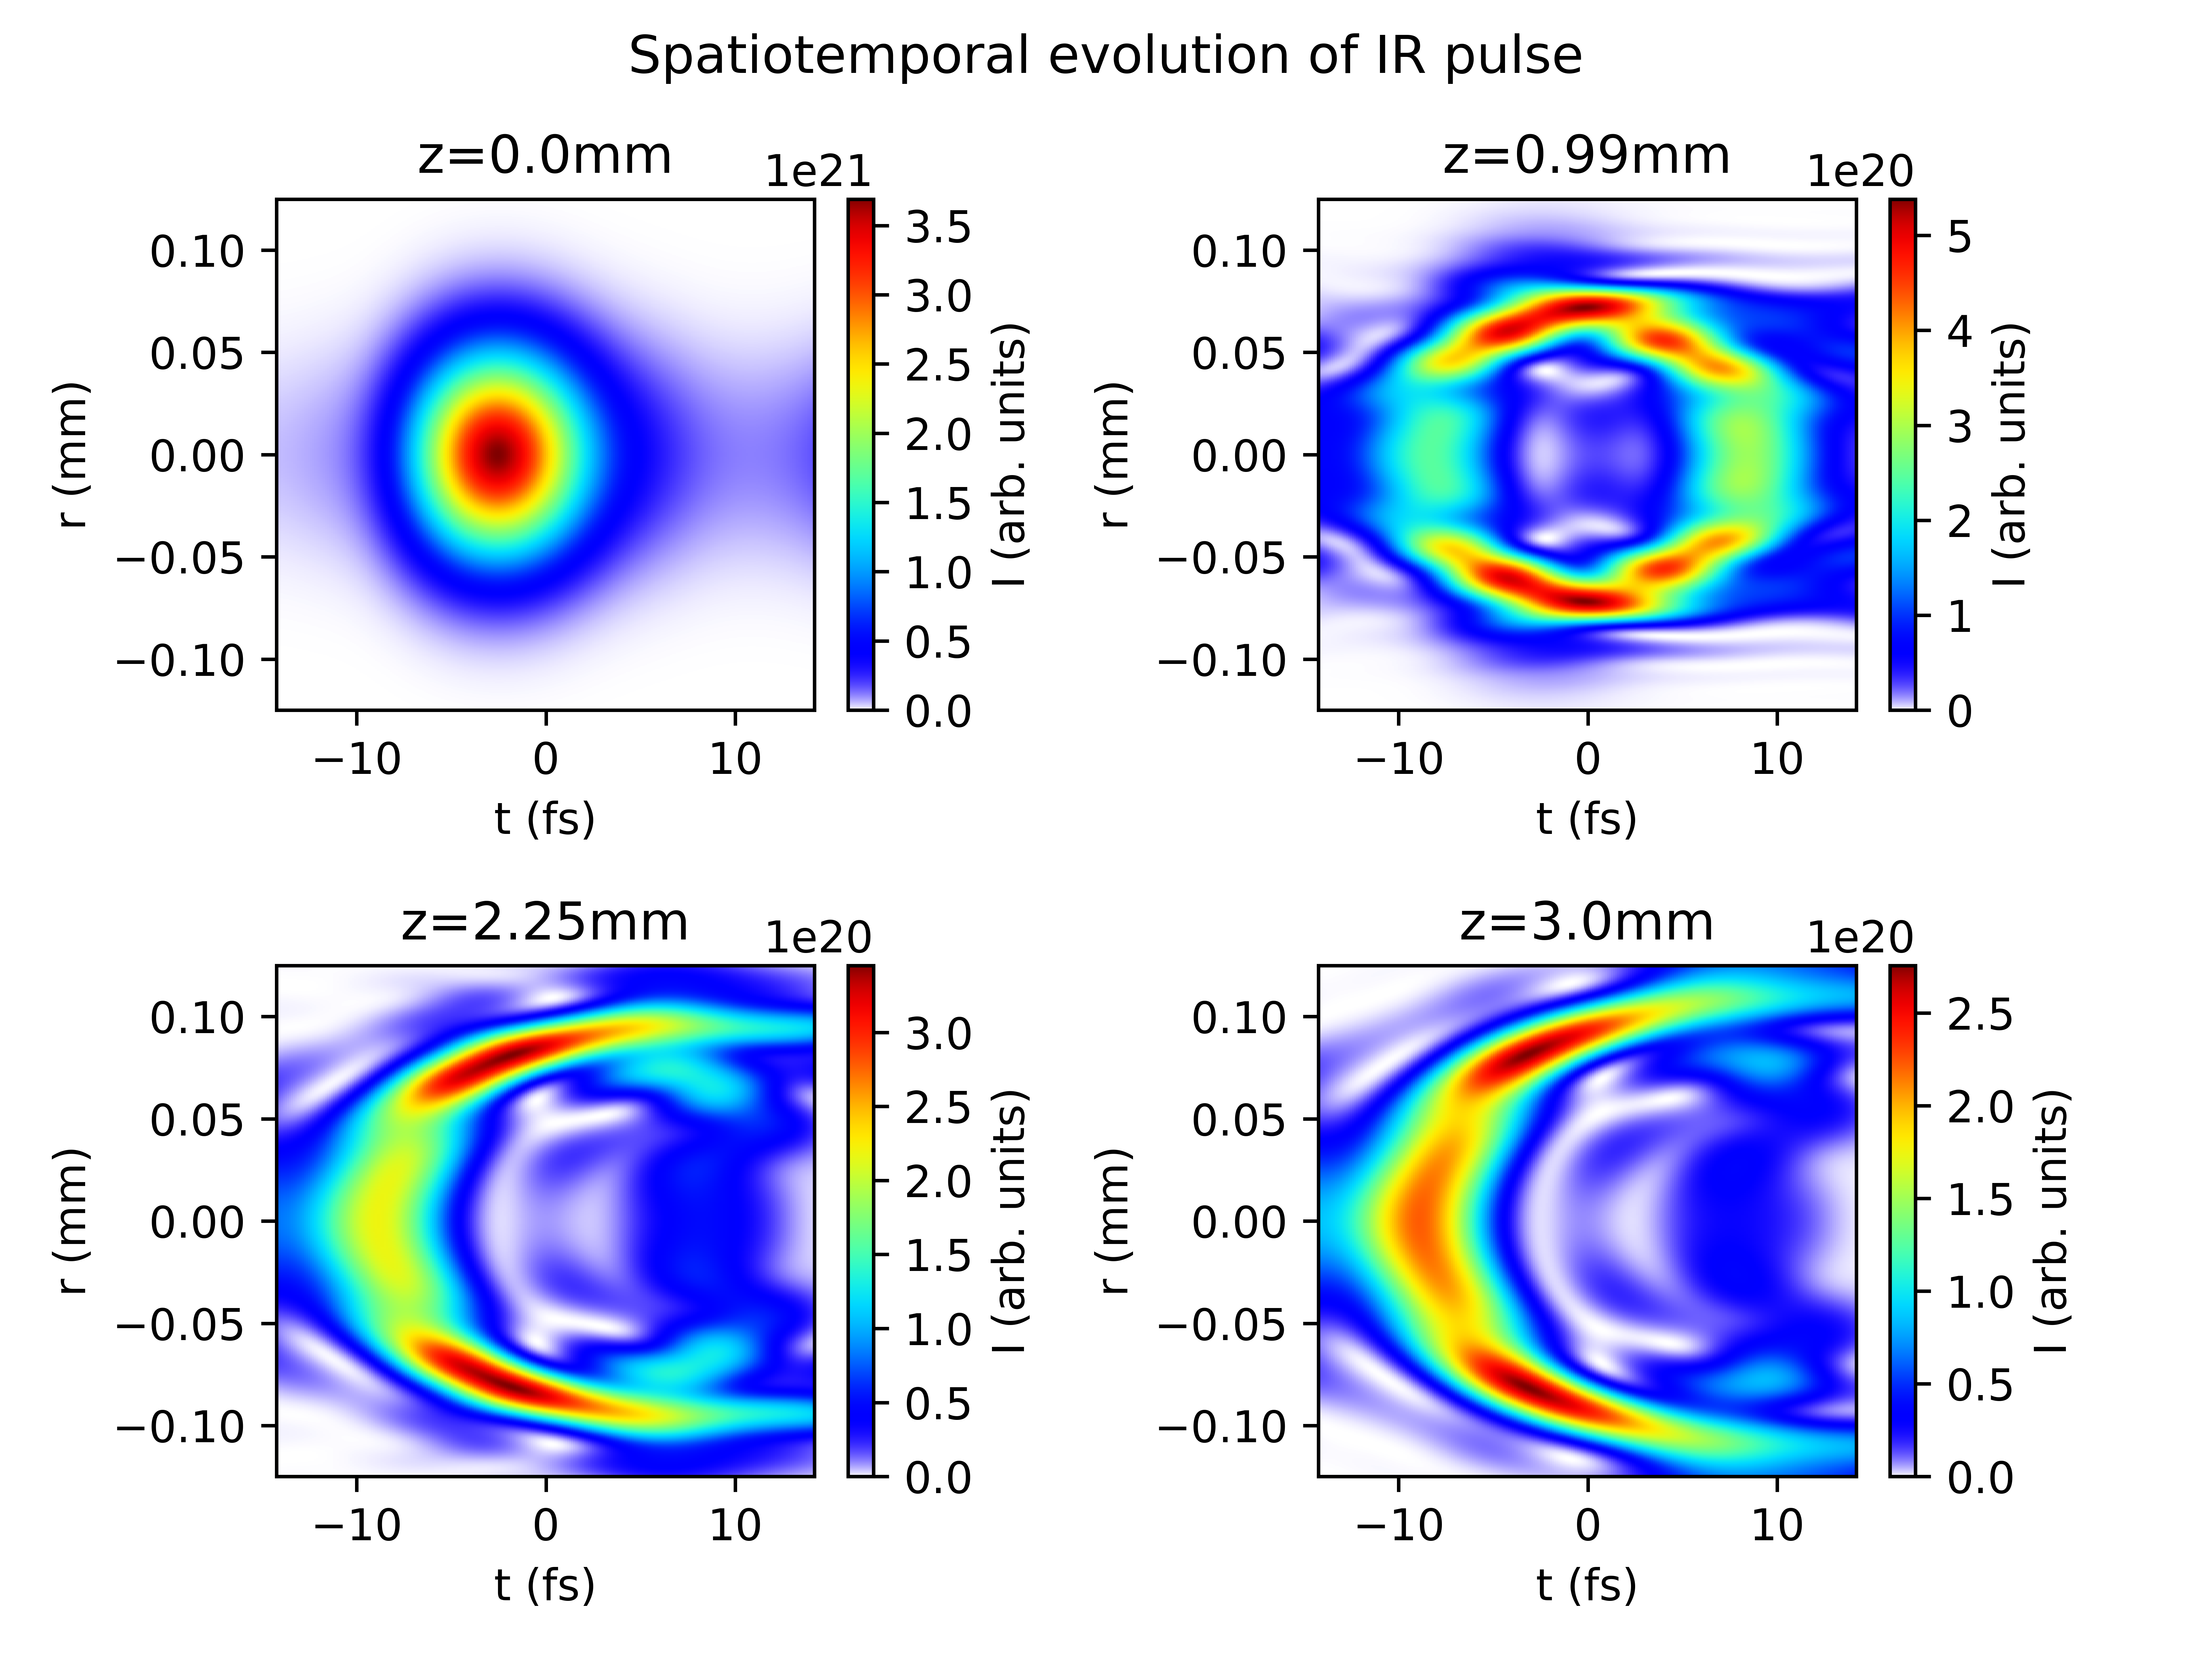 Spatiotemporal evolution of IR pulse
z=0.0mm
1e21
0.10
0.05
0.00
−0.05
−0.10
r (mm)
−10 0 10
t (fs)
3.5
3.0
2.5
2.0
1.5
1.0
0.5
0.0
I (arb. units)
z=0.99mm
1e20
0.10
0.05
0.00
−0.05
−0.10
r (mm)
−10 0 10
t (fs)
5
4
3
2
1
0
I (arb. units)
z=2.25mm
1e20
0.10
0.05
0.00
−0.05
−0.10
r (mm)
−10 0 10
t (fs)
3.0
2.5
2.0
1.5
1.0
0.5
0.0
I (arb. units)
z=3.0mm
1e20
0.10
0.05
0.00
−0.05
−0.10
r (mm)
−10 0 10
t (fs)
2.5
2.0
1.5
1.0
0.5
0.0
I (arb. units)